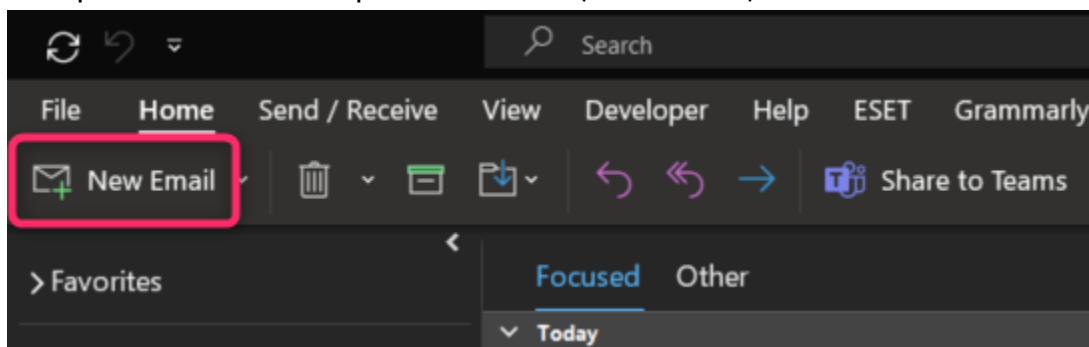 Search
File Home Send / Receive View Developer Help ESET Grammarly
New Email Share to Teams
Favorites
Focused Other
Today